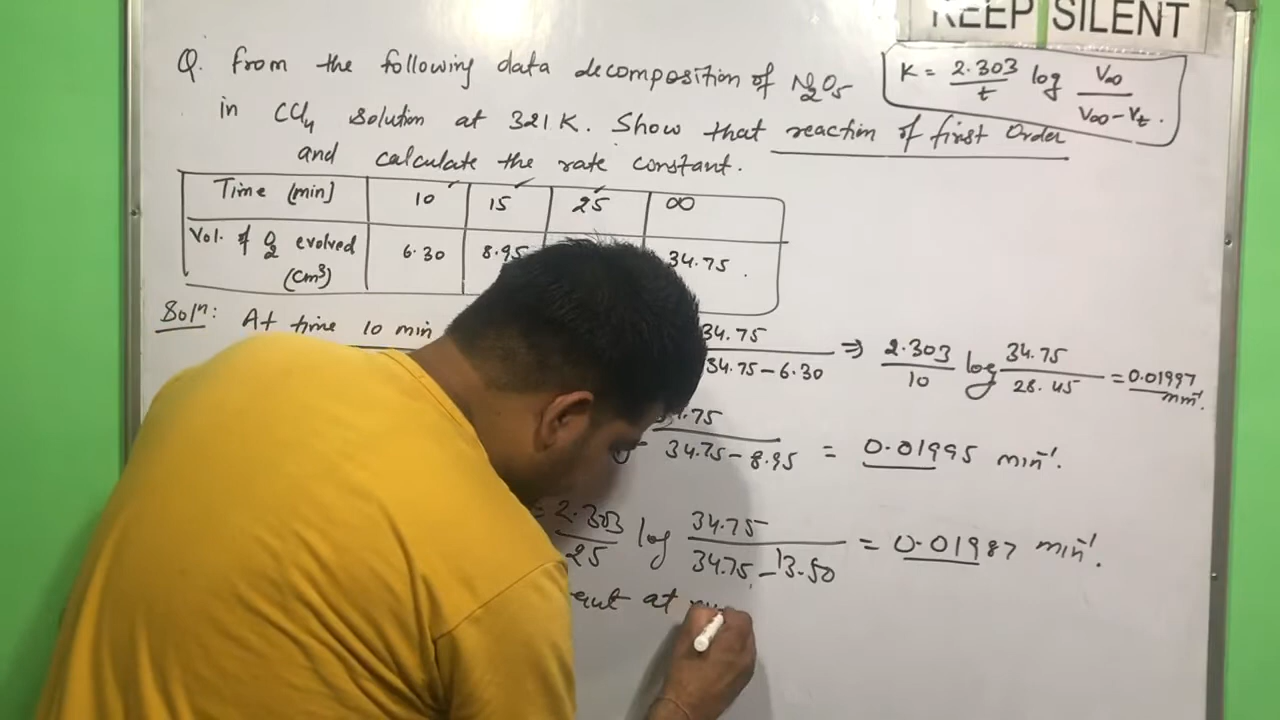 KEEP SILENT
Q. from the following data decomposition of N2O5
in CCl4 solution at 321 K. Show that reaction of first order
and calculate the rate constant.
K = 2.303/t log V∞/V∞-Vt.
Time (min) 10 15 25 ∞
Vol. of O2 evolved (cm³) 6.30 8.95 34.75.
Soln: At time 10 min 34.75/34.75-6.30 ⇒ 2.303/10 log 34.75/28.45 = 0.01997 min⁻¹.
34.75/34.75-8.95 = 0.01995 min⁻¹.
= 2.303/25 log 34.75/34.75-13.50 = 0.01987 min⁻¹.
at